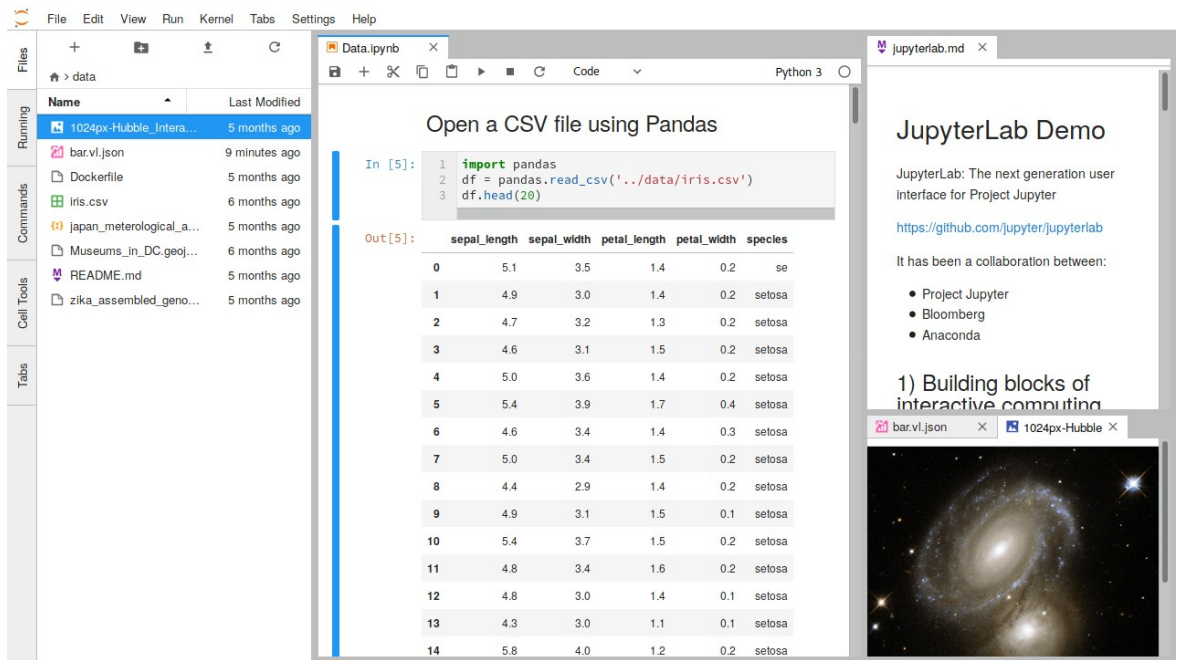 File Edit View Run Kernel Tabs Settings Help
Files
Running
Commands
Cell Tools
Tabs
> data
Name Last Modified
1024px-Hubble_Intera... 5 months ago
bar.vl.json 9 minutes ago
Dockerfile 5 months ago
iris.csv 6 months ago
japan_meterological_a... 5 months ago
Museums_in_DC.geoj... 6 months ago
README.md 5 months ago
zika_assembled_geno... 5 months ago
Data.ipynb
Code
Python 3
Open a CSV file using Pandas
In [5]:
1 import pandas
2 df = pandas.read_csv('../data/iris.csv')
3 df.head(20)
Out[5]:
sepal_length sepal_width petal_length petal_width species
0 5.1 3.5 1.4 0.2 se
1 4.9 3.0 1.4 0.2 setosa
2 4.7 3.2 1.3 0.2 setosa
3 4.6 3.1 1.5 0.2 setosa
4 5.0 3.6 1.4 0.2 setosa
5 5.4 3.9 1.7 0.4 setosa
6 4.6 3.4 1.4 0.3 setosa
7 5.0 3.4 1.5 0.2 setosa
8 4.4 2.9 1.4 0.2 setosa
9 4.9 3.1 1.5 0.1 setosa
10 5.4 3.7 1.5 0.2 setosa
11 4.8 3.4 1.6 0.2 setosa
12 4.8 3.0 1.4 0.1 setosa
13 4.3 3.0 1.1 0.1 setosa
14 5.8 4.0 1.2 0.2 setosa
jupyterlab.md
JupyterLab Demo
JupyterLab: The next generation user
interface for Project Jupyter
https://github.com/jupyter/jupyterlab
It has been a collaboration between:
● Project Jupyter
● Bloomberg
● Anaconda
1) Building blocks of
interactive computing
bar.vl.json
1024px-Hubble